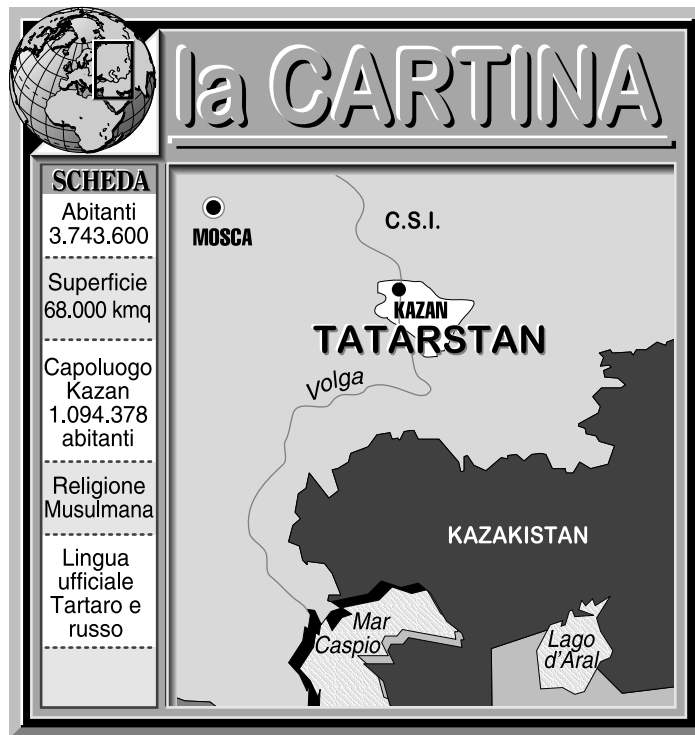 la CARTINA
SCHEDA
Abitanti
3.743.600
Superficie
68.000 kmq
Capoluogo
Kazan
1.094.378
abitanti
Religione
Musulmana
Lingua
ufficiale
Tartaro e
russo
MOSCA
C.S.I.
KAZAN
TATARSTAN
Volga
KAZAKISTAN
Mar
Caspio
Lago
d'Aral